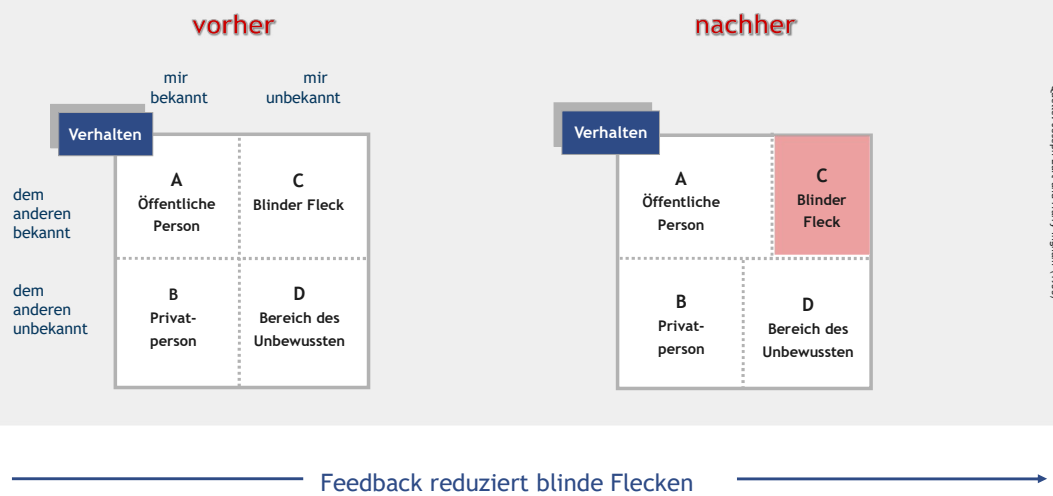 vorher
nachher
mir
bekannt
mir
unbekannt
Verhalten
dem
anderen
bekannt
dem
anderen
unbekannt
A
Öffentliche
Person
C
Blinder Fleck
B
Privat-
person
D
Bereich des
Unbewussten
Verhalten
A
Öffentliche
Person
C
Blinder
Fleck
B
Privat-
person
D
Bereich des
Unbewussten
Feedback reduziert blinde Flecken